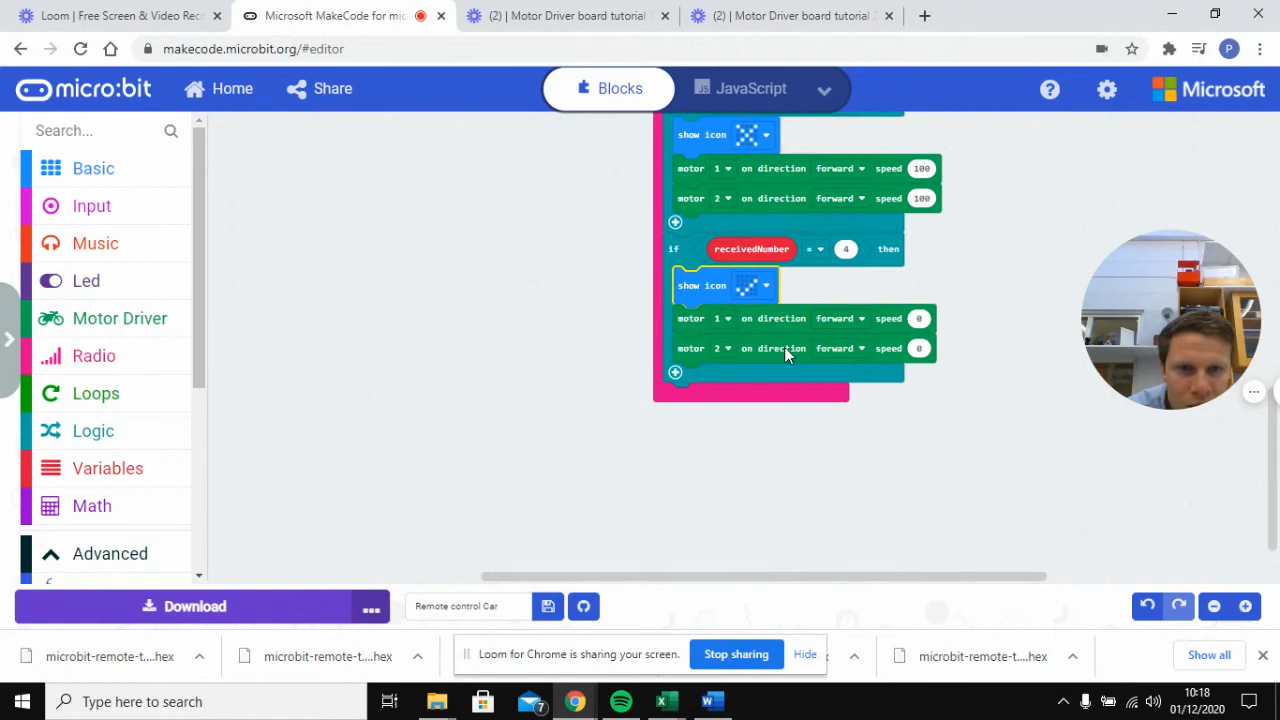 Loom | Free Screen & Video Rec
Microsoft MakeCode for mic
(2) | Motor Driver board tutorial
(2) | Motor Driver board tutorial
makecode.microbit.org/#editor
P
micro:bit
Home
Share
Blocks
JS
JavaScript
Microsoft
Search...
Basic
Input
Music
Led
Motor Driver
Radio
Loops
Logic
Variables
Math
Advanced
show icon
motor 1 on direction forward speed 100
motor 2 on direction forward speed 100
if receivedNumber = 4 then
show icon
motor 1 on direction forward speed 0
motor 2 on direction forward speed 0
Download
...
Remote control Car
microbit-remote-t....hex
microbit-remote-t....hex
Loom for Chrome is sharing your screen.
Stop sharing
Hide
microbit-remote-t....hex
Show all
Type here to search
7
10:18
01/12/2020